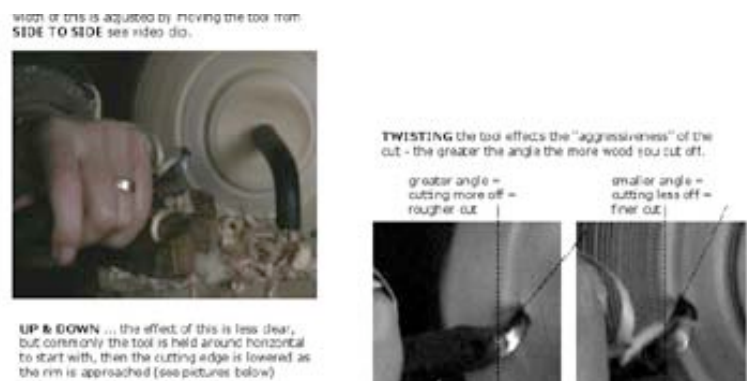 width of this is adjusted by moving the tool from
SIDE TO SIDE see video clip.
UP & DOWN ... the effect of this is less clear,
but commonly the tool is held around horizontal
to start with, then the cutting edge is lowered as
the rim is approached (see pictures below)
TWISTING the tool effects the "aggressiveness" of the
cut - the greater the angle the more wood you cut off.
greater angle =
cutting more off =
rougher cut
smaller angle =
cutting less off =
finer cut